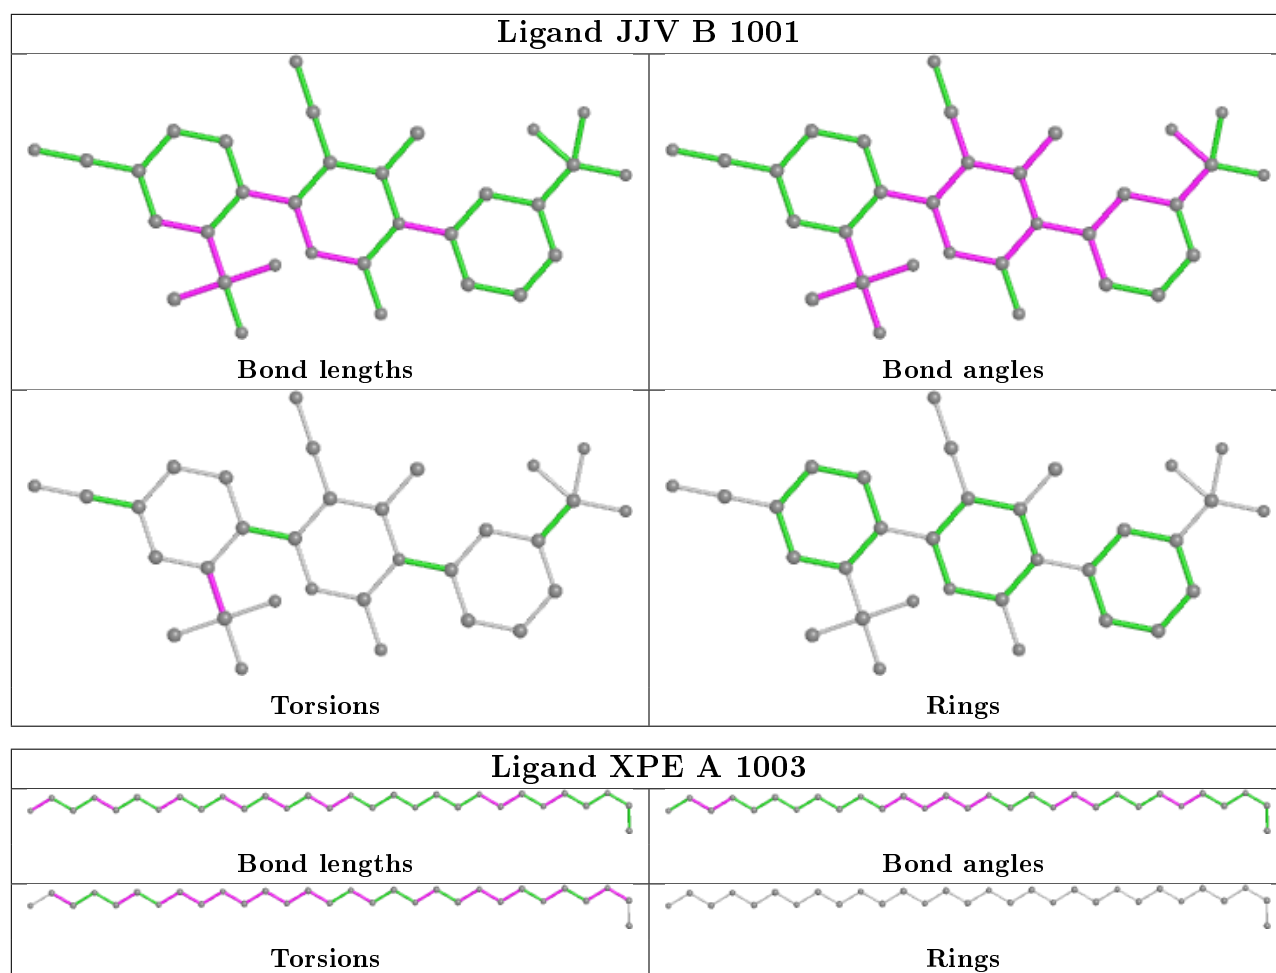 Ligand JJV B 1001
Bond lengths
Bond angles
Torsions
Rings
Ligand XPE A 1003
Bond lengths
Bond angles
Torsions
Rings